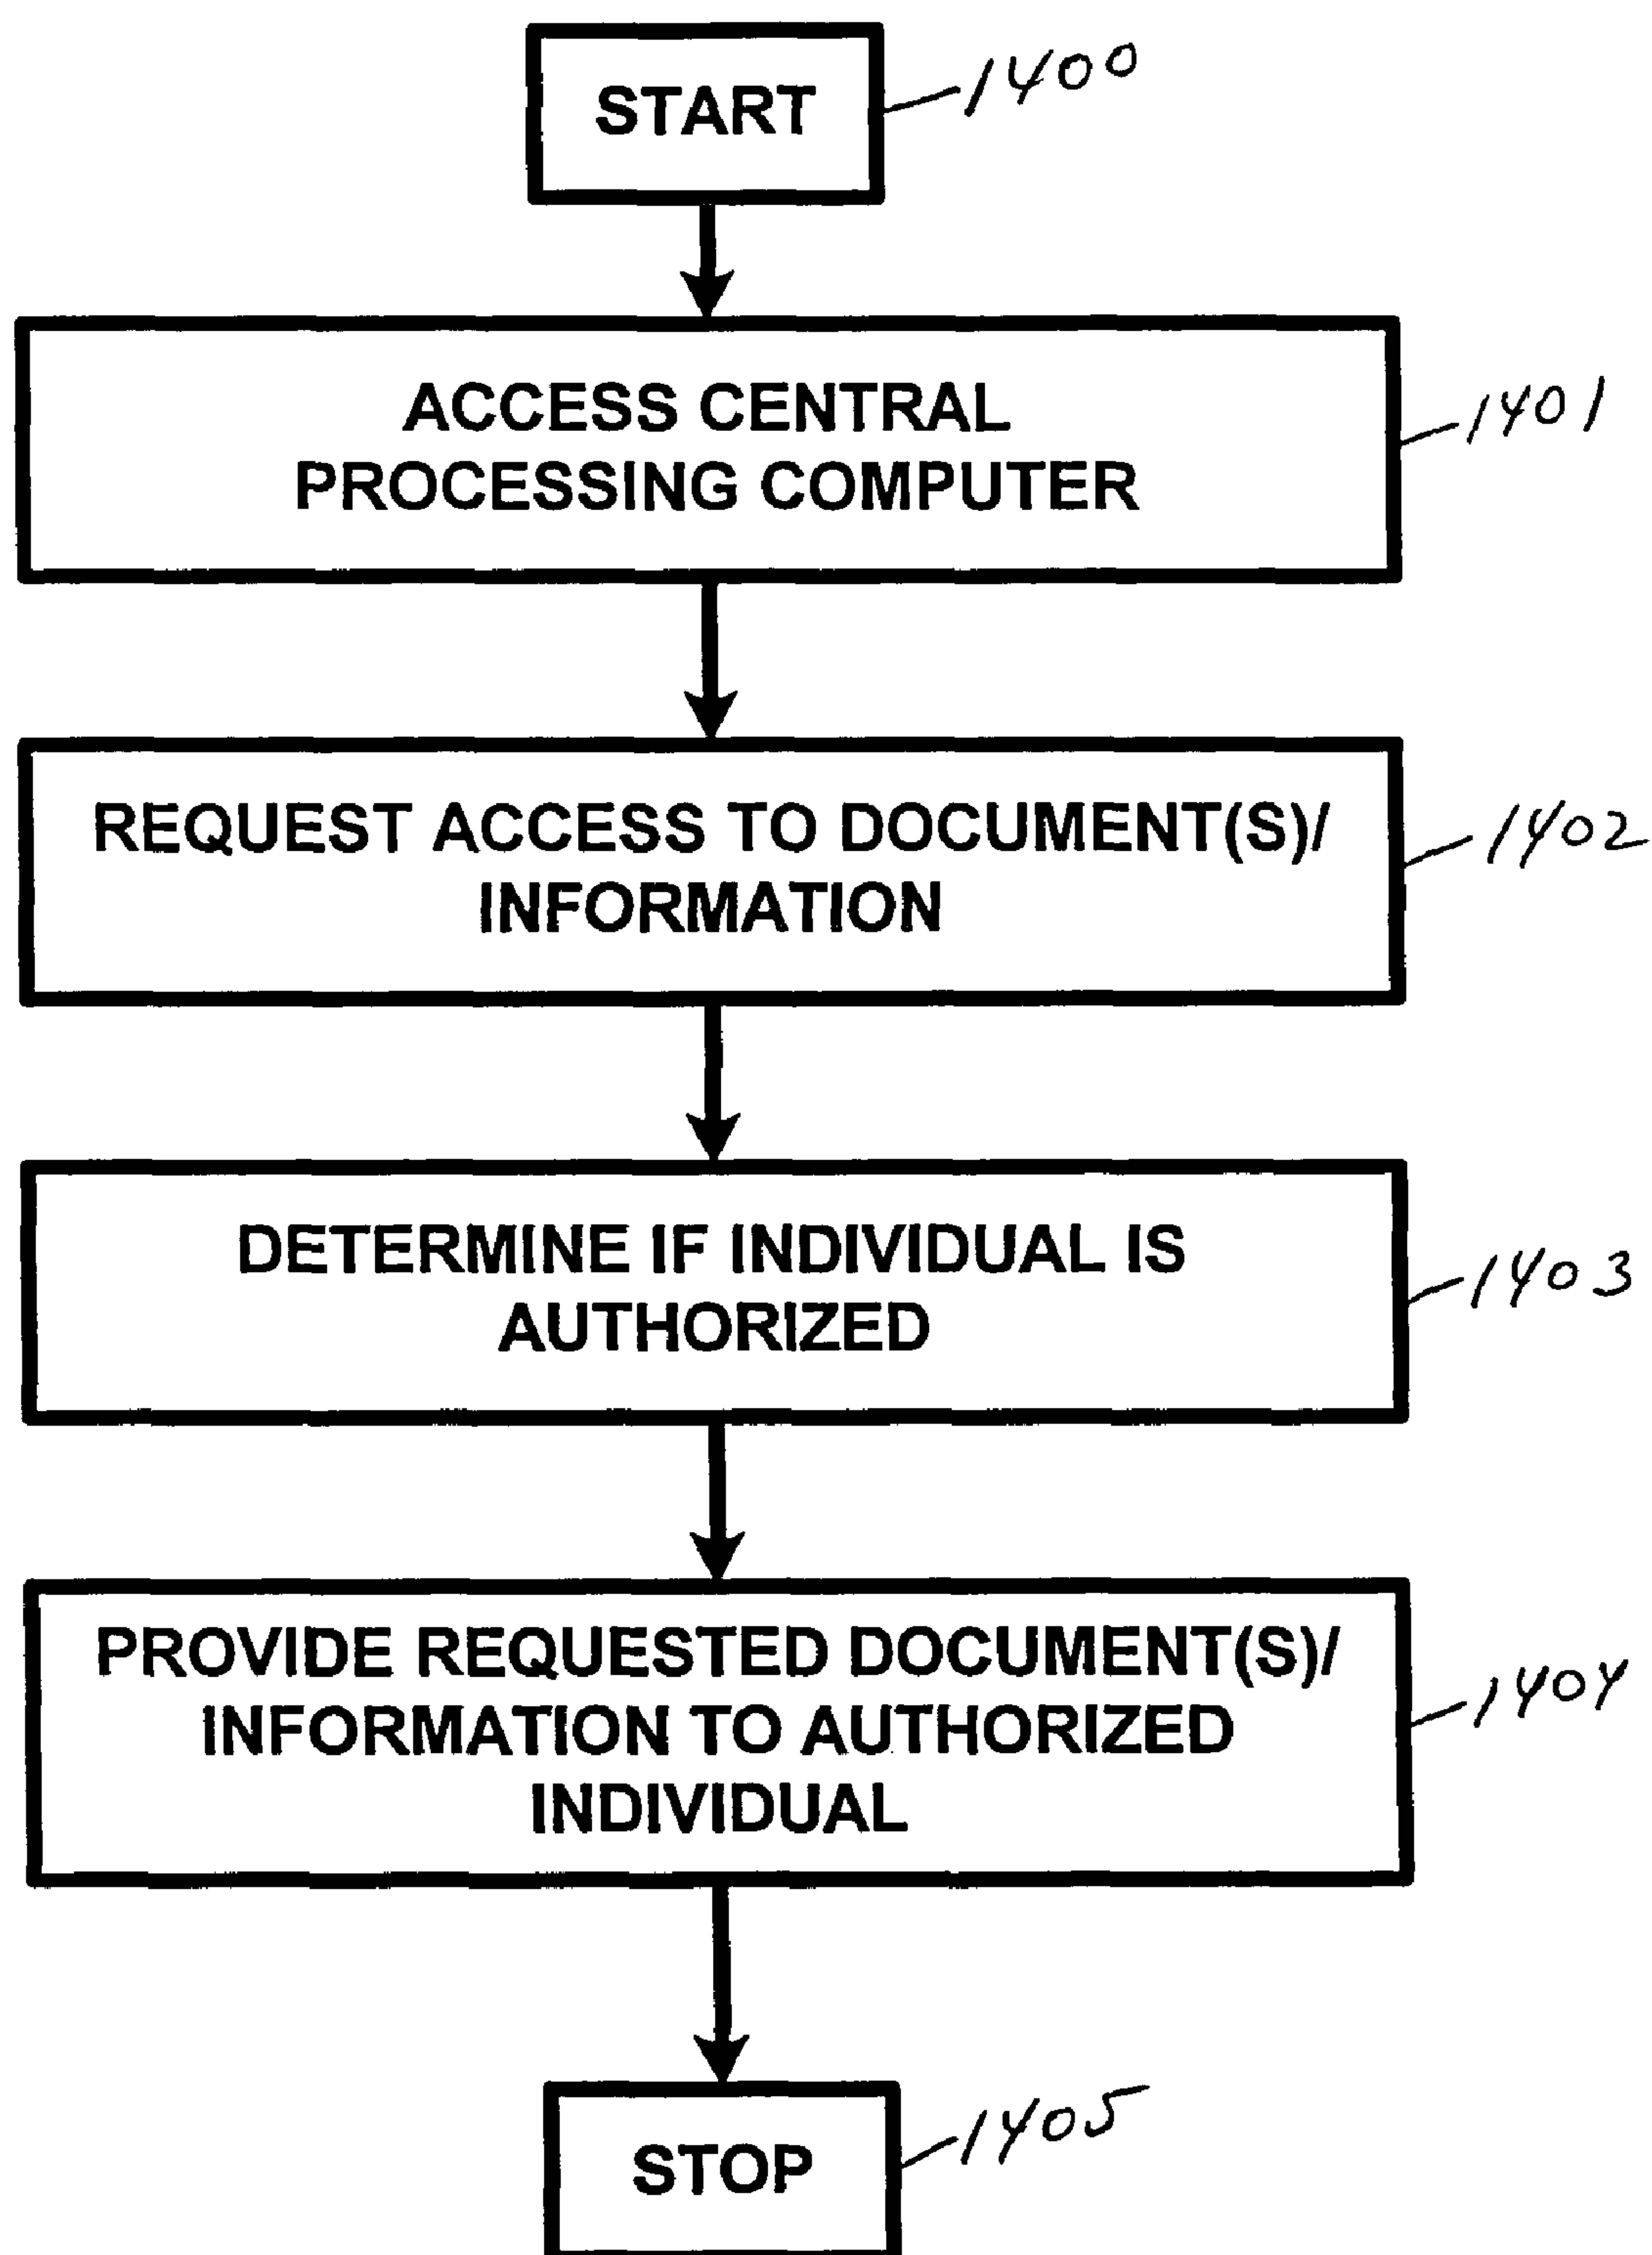 START
1400
ACCESS CENTRAL
PROCESSING COMPUTER
1401
REQUEST ACCESS TO DOCUMENT(S)/
INFORMATION
1402
DETERMINE IF INDIVIDUAL IS
AUTHORIZED
1403
PROVIDE REQUESTED DOCUMENT(S)/
INFORMATION TO AUTHORIZED
INDIVIDUAL
1404
STOP
1405